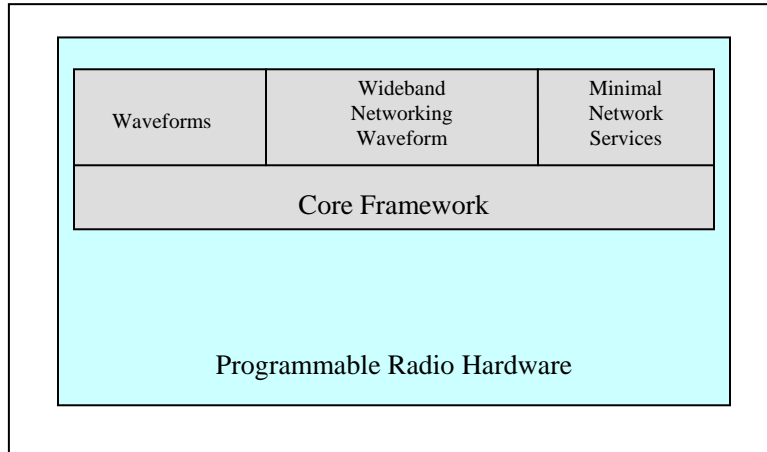 Waveforms
Wideband
Networking
Waveform
Minimal
Network
Services
Core Framework
Programmable Radio Hardware